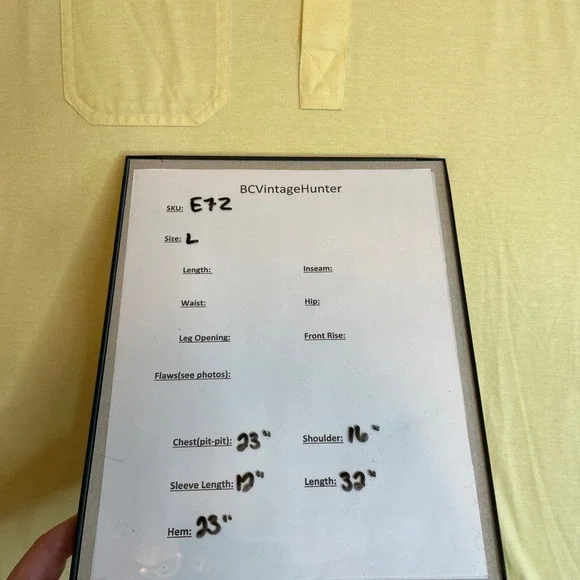 BCVintageHunter
SKU: E72
Size: L
Length: Inseam:
Waist: Hip:
Leg Opening: Front Rise:
Flaws(see photos):
Chest(pit-pit): 23" Shoulder: 16"
Sleeve Length: 12" Length: 32"
Hem: 23"